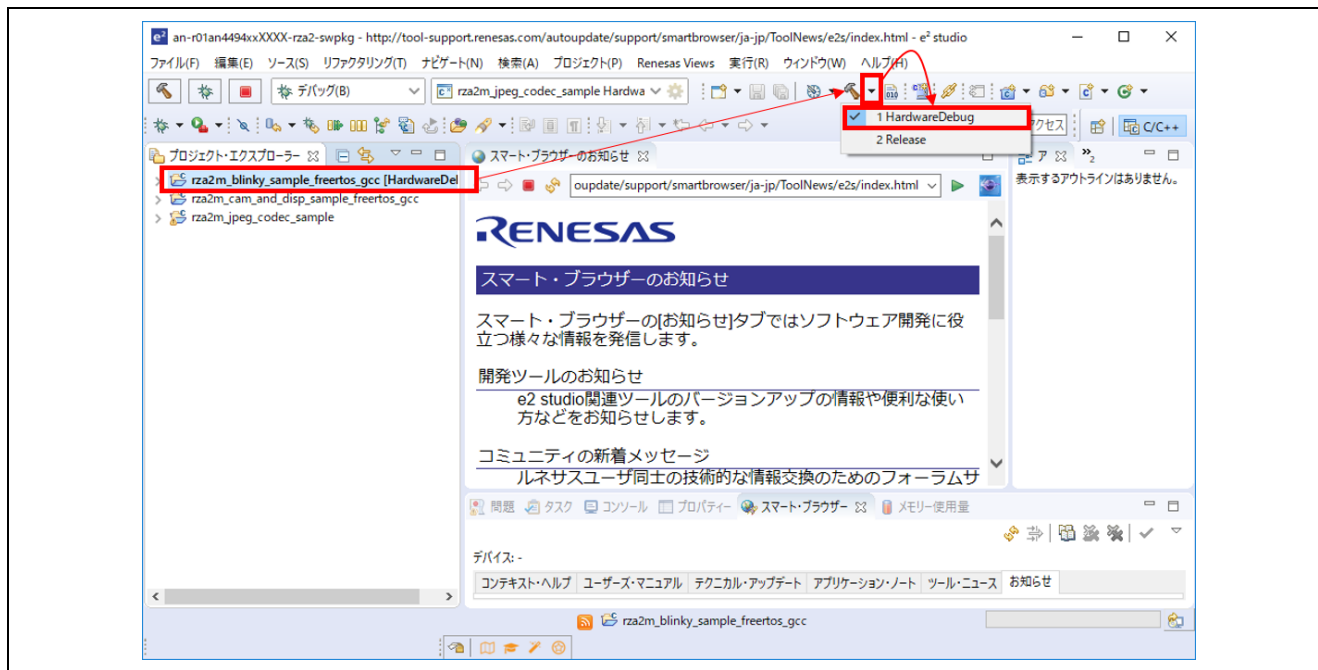 an-r01an4494xxXXXX-rza2-swpkg - http://tool-support.renesas.com/autoupdate/support/smartbrowser/ja-jp/ToolNews/e2s/index.html - e² studio
ファイル(F) 編集(E) ソース(S) リファクタリング(T) ナビゲート(N) 検索(A) プロジェクト(P) Renesas Views 実行(R) ウィンドウ(W) ヘルプ(H)
デバッグ(B) rza2m_jpeg_codec_sample Hardwa
1 HardwareDebug
2 Release
クセス C/C++
プロジェクト・エクスプローラー
スマート・ブラウザーのお知らせ
ア
2
rza2m_blinky_sample_freertos_gcc [HardwareDel
rza2m_cam_and_disp_sample_freertos_gcc
rza2m_jpeg_codec_sample
oupdate/support/smartbrowser/ja-jp/ToolNews/e2s/index.html
表示するアウトラインはありません。
RENESAS
スマート・ブラウザーのお知らせ
スマート・ブラウザーの[お知らせ]タブではソフトウェア開発に役
立つ様々な情報を発信します。
開発ツールのお知らせ
e2 studio関連ツールのバージョンアップの情報や便利な使い
方などをお知らせします。
コミュニティの新着メッセージ
ルネサスユーザ同士の技術的な情報交換のためのフォーラムサ
問題 タスク コンソール プロパティー スマート・ブラウザー メモリー使用量
デバイス: -
コンテキスト・ヘルプ ユーザーズ・マニュアル テクニカル・アップデート アプリケーション・ノート ツール・ニュース お知らせ
rza2m_blinky_sample_freertos_gcc